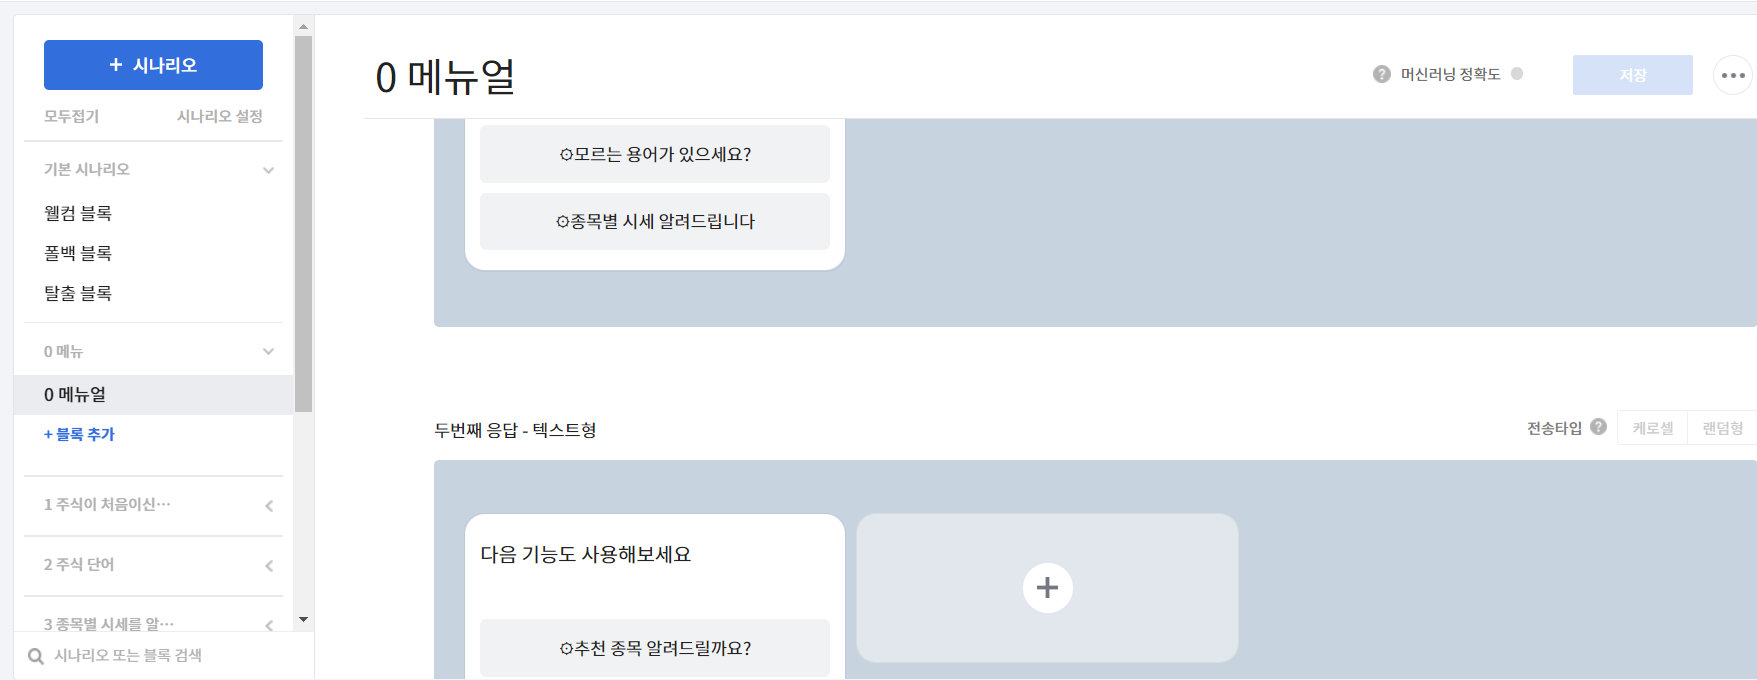 + 시나리오
모두접기 시나리오 설정
기본 시나리오
웰컴 블록
폴백 블록
탈출 블록
0 메뉴
0 메뉴얼
+ 블록 추가
1 주식이 처음이신···
2 주식 단어
3 종목별 시세를 알···
시나리오 또는 블록 검색
0 메뉴얼
? 머신러닝 정확도
저장
모르는 용어가 있으세요?
종목별 시세 알려드립니다
두번째 응답 - 텍스트형
전송타입 ? 케로셀 랜덤형
다음 기능도 사용해보세요
추천 종목 알려드릴까요?